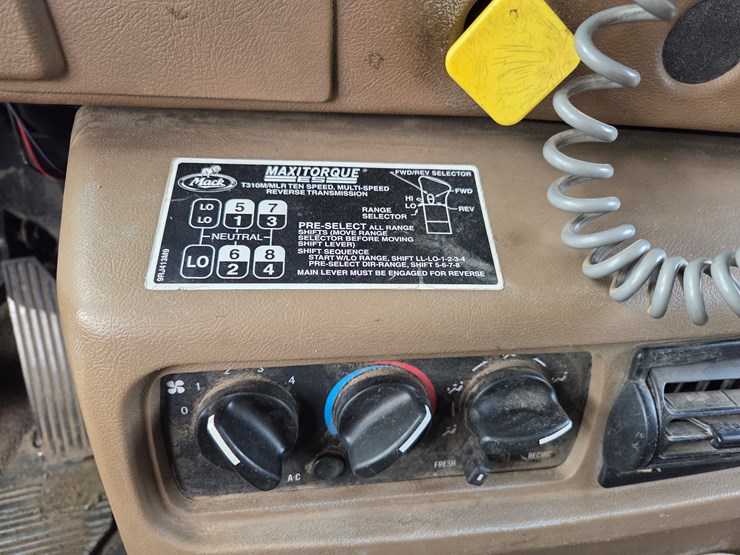 Mack
MAXITORQUE
ES
T310M/MLR TEN SPEED, MULTI-SPEED
REVERSE TRANSMISSION
LO 5 7
LO 1 3
NEUTRAL
LO 6 8
2 4
9RJ413M9
FWD/REV SELECTOR
FWD
HI
LO
REV
RANGE
SELECTOR
PRE-SELECT ALL RANGE
SHIFTS (MOVE RANGE
SELECTOR BEFORE MOVING
SHIFT LEVER)
SHIFT SEQUENCE
START W/LO RANGE, SHIFT LL-LO-1-2-3-4
PRE-SELECT DIR-RANGE, SHIFT 5-6-7-8
MAIN LEVER MUST BE ENGAGED FOR REVERSE
0 1 2 3 4
A/C
FRESH
RECIRC